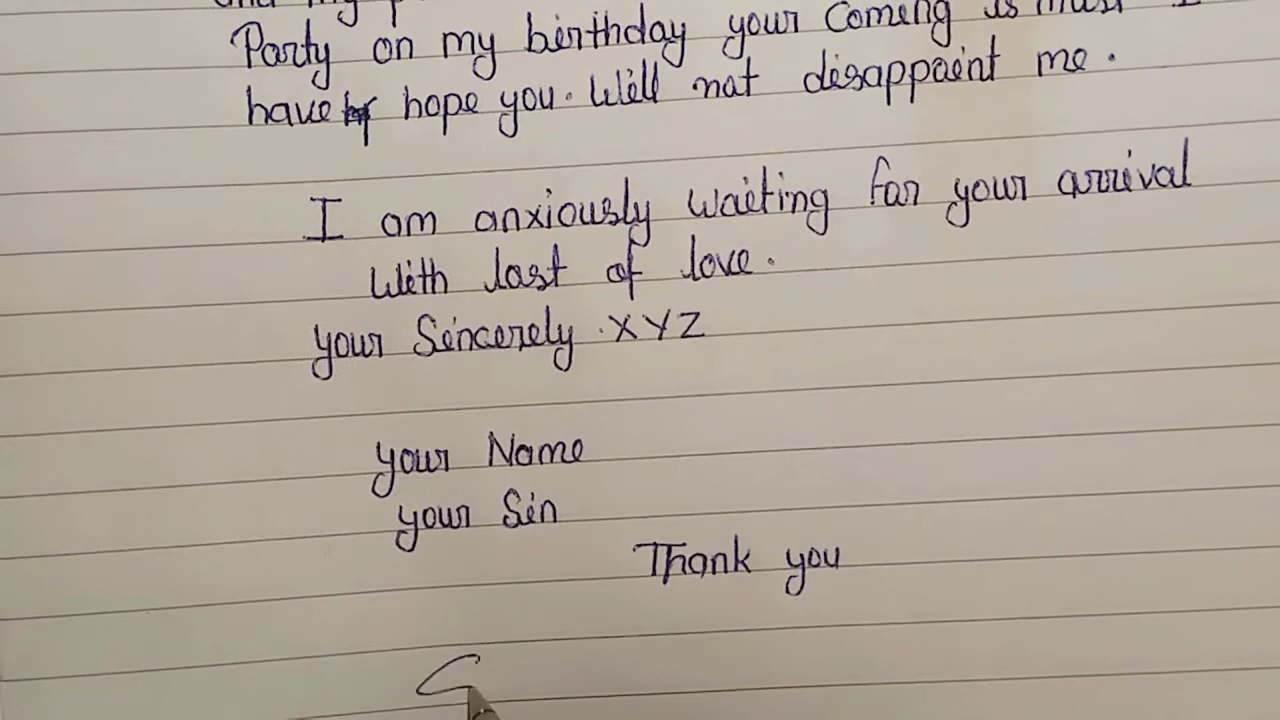 Party on my birthday your Coming is must I
have hope you. Will not disappoint me.
I am anxiously waiting for your arrival
With last of love.
your Sincerely .XYZ
your Name
your Sin
Thank you